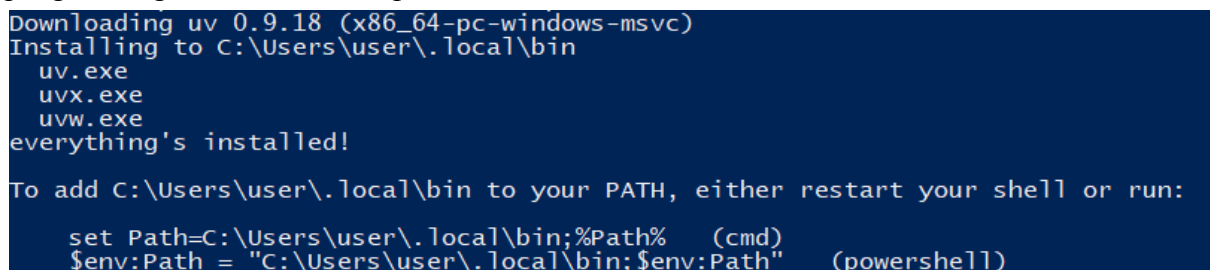 Downloading uv 0.9.18 (x86_64-pc-windows-msvc)
Installing to C:\Users\user\.local\bin
  uv.exe
  uvx.exe
  uvw.exe
everything's installed!

To add C:\Users\user\.local\bin to your PATH, either restart your shell or run:

    set Path=C:\Users\user\.local\bin;%Path%   (cmd)
    $env:Path = "C:\Users\user\.local\bin;$env:Path"   (powershell)